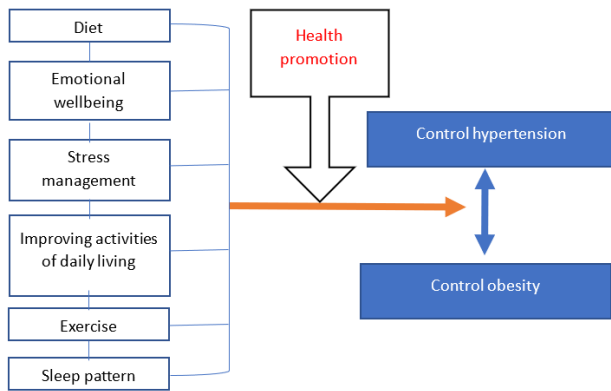 Diet
Emotional
wellbeing
Stress
management
Improving activities
of daily living
Exercise
Sleep pattern
Health
promotion
Control hypertension
Control obesity